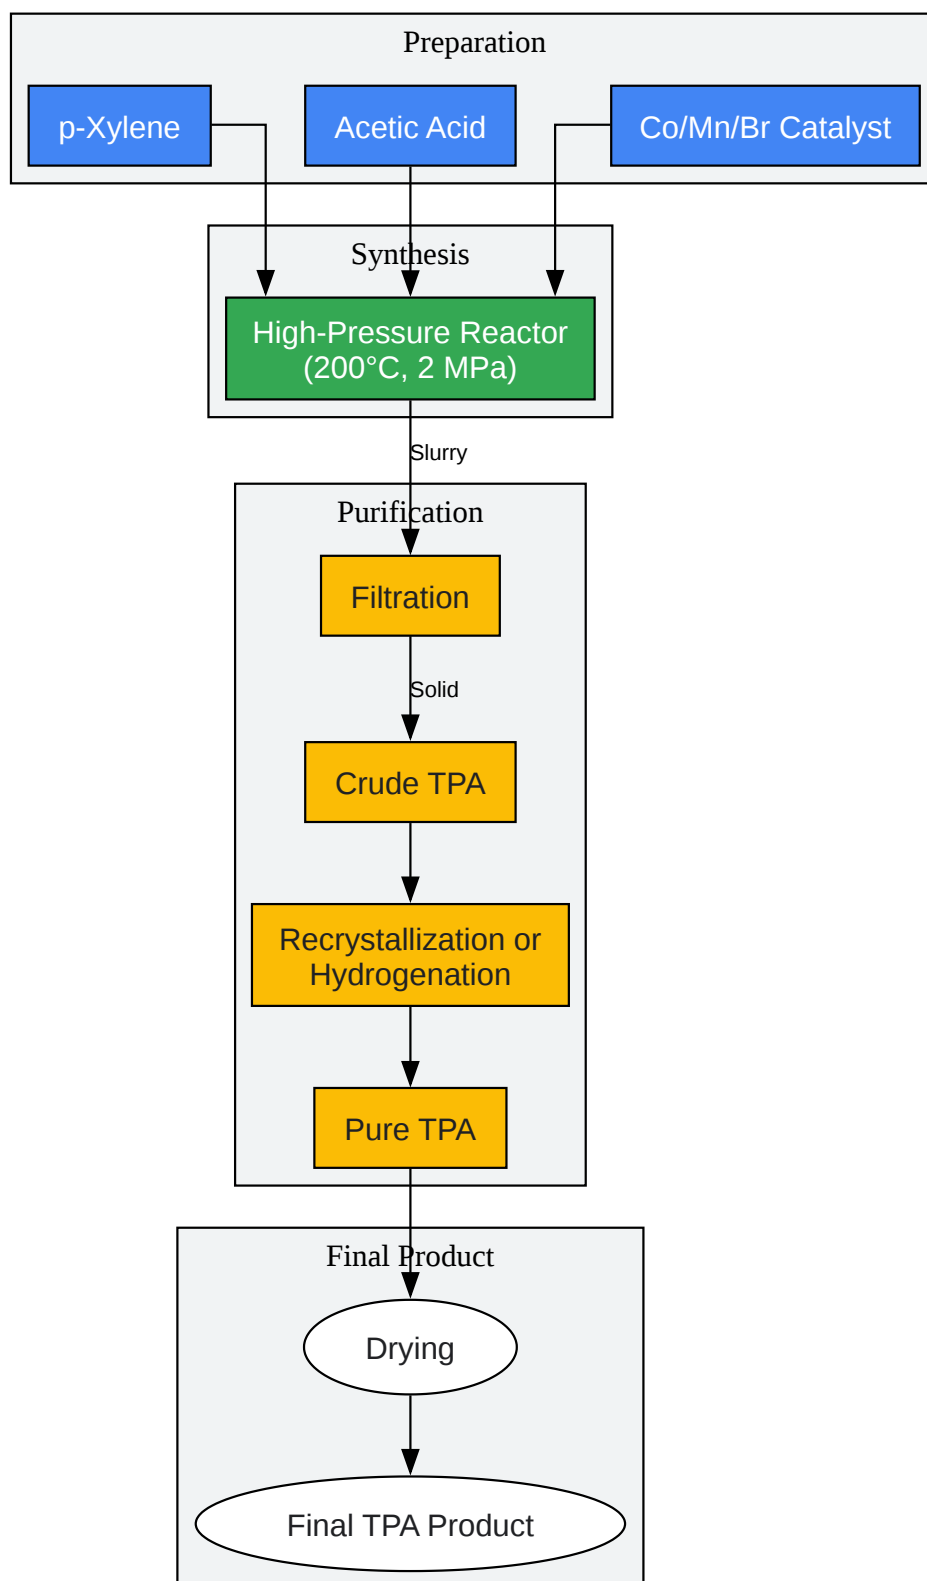 Preparation
p-Xylene
Acetic Acid
Co/Mn/Br Catalyst
Synthesis
High-Pressure Reactor
(200°C, 2 MPa)
Slurry
Purification
Filtration
Solid
Crude TPA
Recrystallization or
Hydrogenation
Pure TPA
Final Product
Drying
Final TPA Product